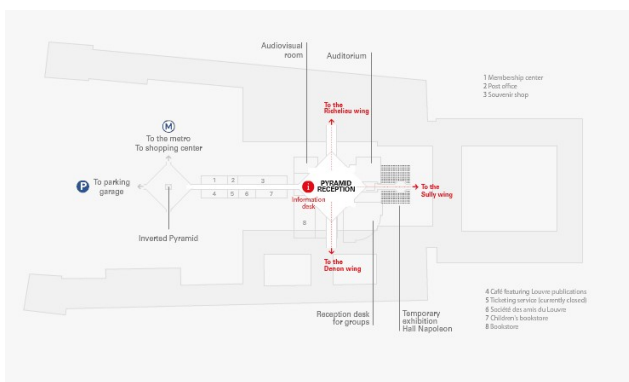 Audiovisual
room
Auditorium
1 Membership center
2 Post office
3 Souvenir shop
To the
Richelieu wing
M
To the metro
To shopping center
P
To parking
garage
1 2 3
4 5 6 7
i
PYRAMID
RECEPTION
Information
desk
To the
Sully wing
8
Inverted Pyramid
To the
Denon wing
Reception desk
for groups
Temporary
exhibition
Hall Napoleon
4 Café featuring Louvre publications
5 Ticketing service (currently closed)
6 Société des amis du Louvre
7 Children's bookstore
8 Bookstore